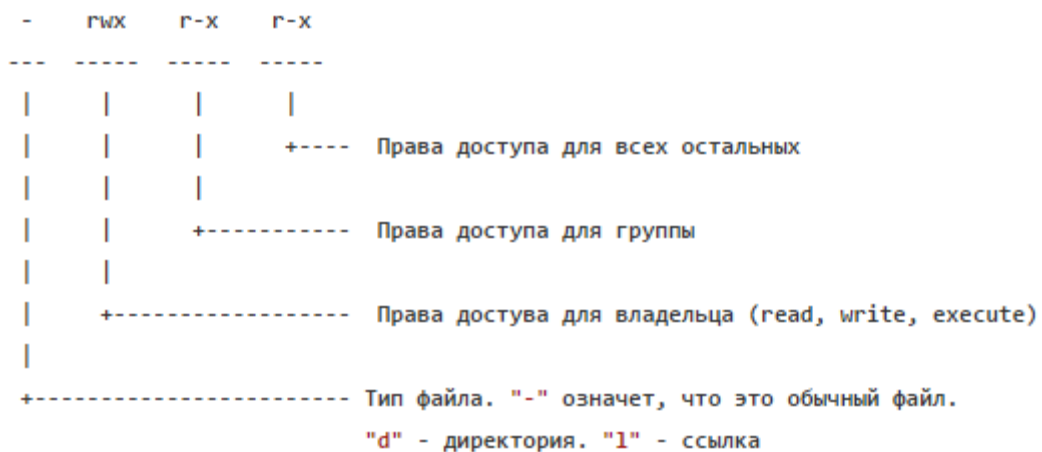 -    rwx   r-x   r-x
---  ----- ----- -----
|     |     |     |
|     |     |     +----  Права доступа для всех остальных
|     |     |
|     |     +-----------  Права доступа для группы
|     |
|     +------------------  Права достува для владельца (read, write, execute)
|
+------------------------ Тип файла. "-" означет, что это обычный файл.
"d" - директория. "l" - ссылка